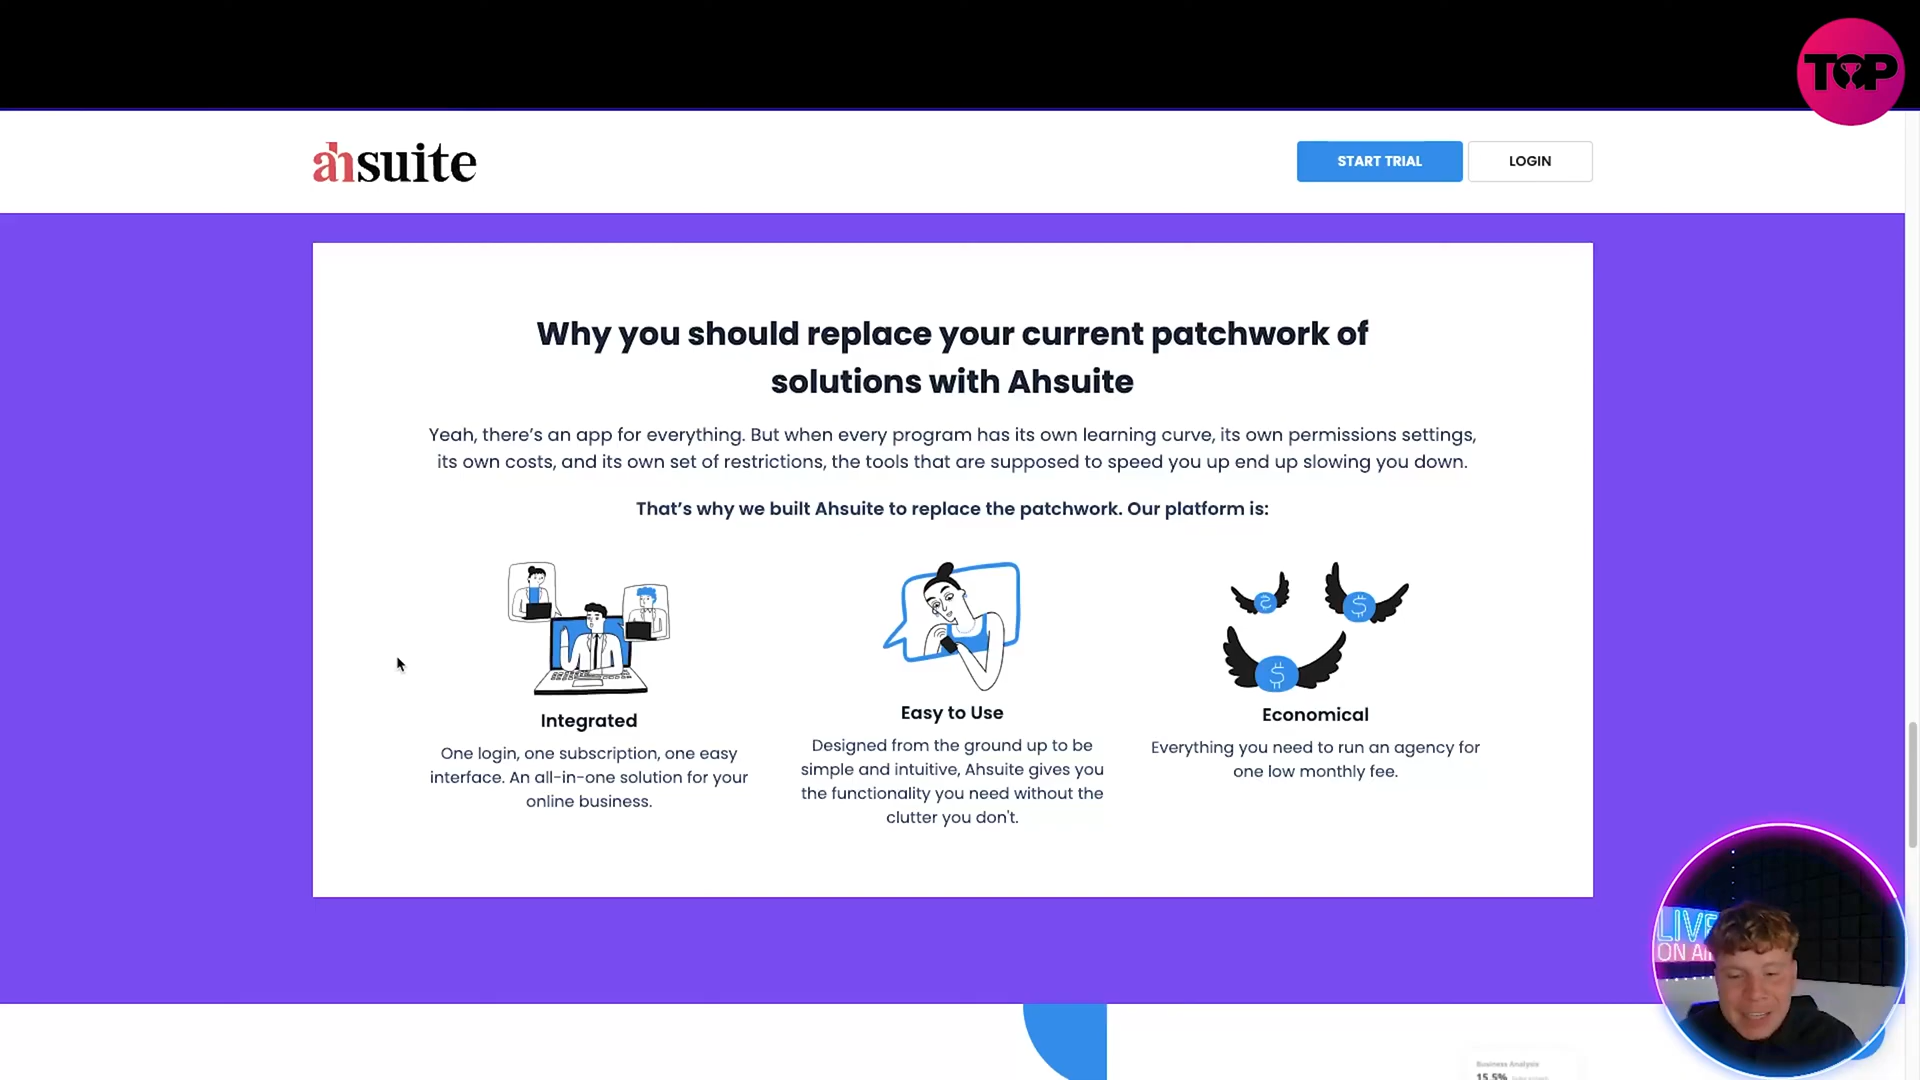 TOP
ahsuite
START TRIAL
LOGIN
Why you should replace your current patchwork of
solutions with Ahsuite
Yeah, there's an app for everything. But when every program has its own learning curve, its own permissions settings,
its own costs, and its own set of restrictions, the tools that are supposed to speed you up end up slowing you down.
That's why we built Ahsuite to replace the patchwork. Our platform is:
Integrated
One login, one subscription, one easy
interface. An all-in-one solution for your
online business.
Easy to Use
Designed from the ground up to be
simple and intuitive, Ahsuite gives you
the functionality you need without the
clutter you don't.
Economical
Everything you need to run an agency for
one low monthly fee.
LIVE
ON AIR
Business Analysis
15.5%